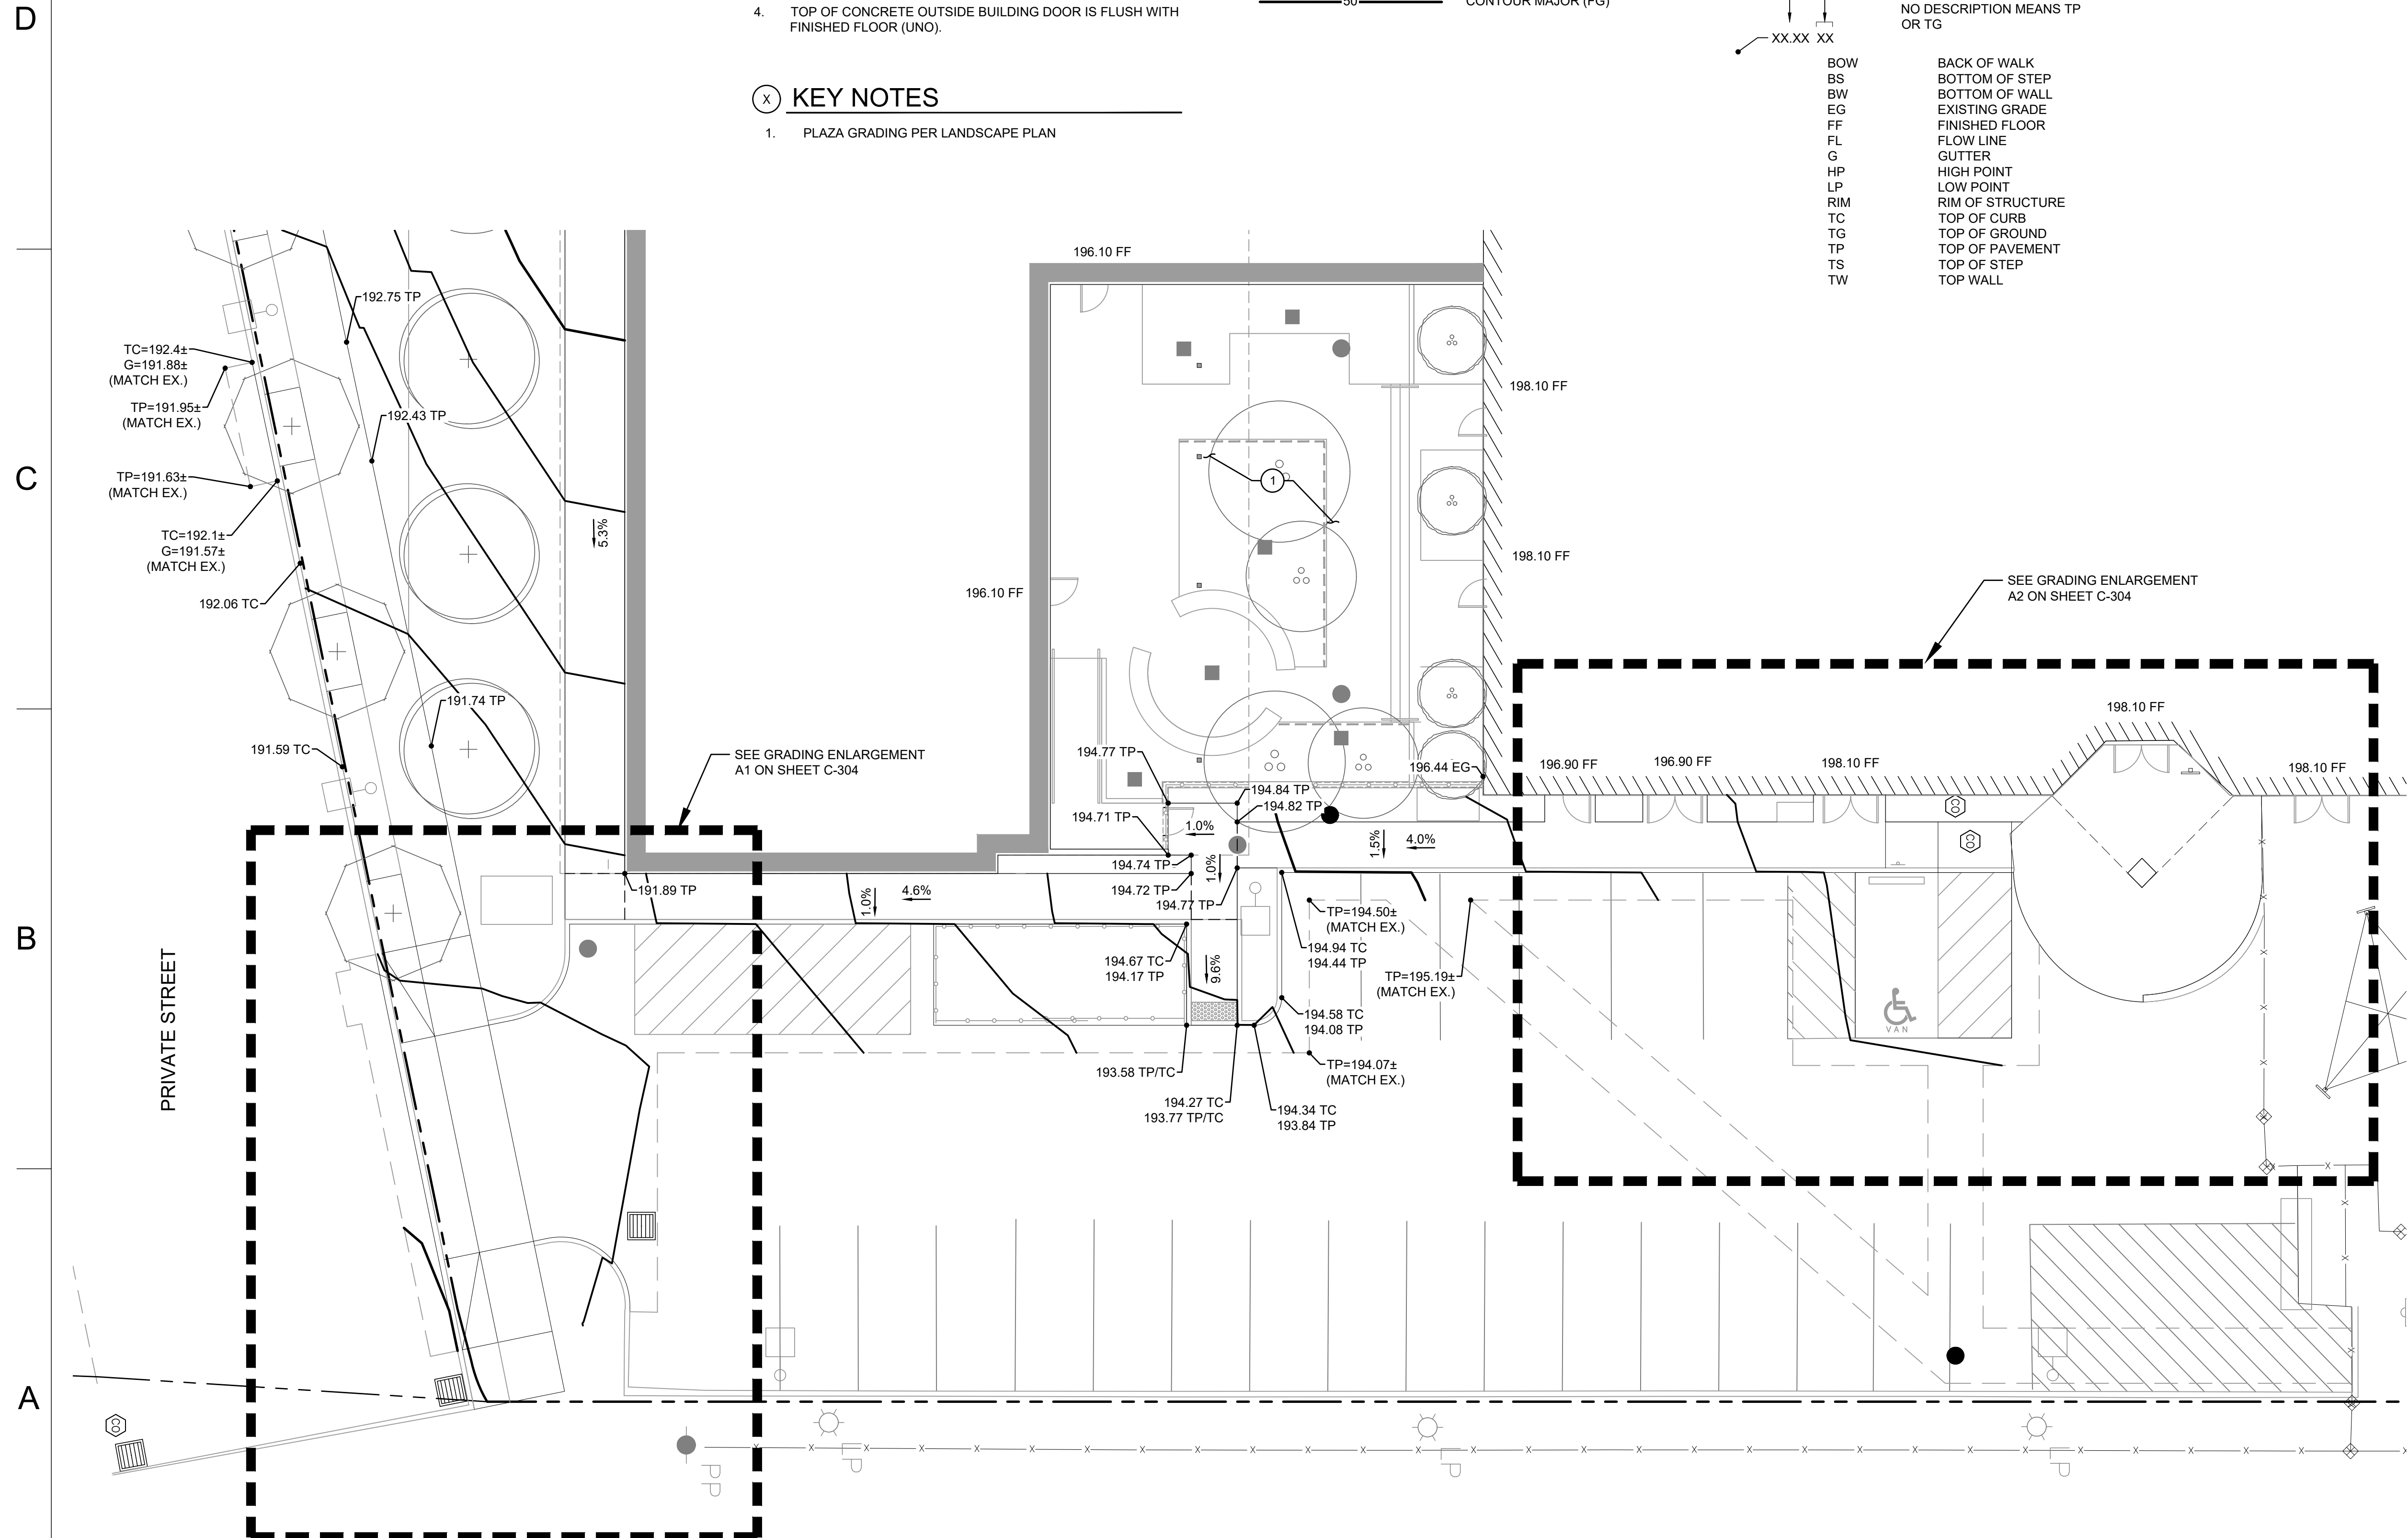 D
4. TOP OF CONCRETE OUTSIDE BUILDING DOOR IS FLUSH WITH
FINISHED FLOOR (UNO).
50
CONTOUR MAJOR (FG)
NO DESCRIPTION MEANS TP
OR TG
XX.XX XX
BOW BACK OF WALK
BS BOTTOM OF STEP
BW BOTTOM OF WALL
EG EXISTING GRADE
FF FINISHED FLOOR
FL FLOW LINE
G GUTTER
HP HIGH POINT
LP LOW POINT
RIM RIM OF STRUCTURE
TC TOP OF CURB
TG TOP OF GROUND
TP TOP OF PAVEMENT
TS TOP OF STEP
TW TOP WALL
X KEY NOTES
1. PLAZA GRADING PER LANDSCAPE PLAN
196.10 FF
192.75 TP
TC=192.4±
G=191.88±
(MATCH EX.)
TP=191.95±
(MATCH EX.)
192.43 TP
198.10 FF
C
TP=191.63±
(MATCH EX.)
1
5.3%
TC=192.1±
G=191.57±
(MATCH EX.)
192.06 TC
198.10 FF
196.10 FF
SEE GRADING ENLARGEMENT
A2 ON SHEET C-304
191.74 TP
191.59 TC
SEE GRADING ENLARGEMENT
A1 ON SHEET C-304
198.10 FF
194.77 TP
196.44 EG
196.90 FF
196.90 FF
198.10 FF
198.10 FF
194.84 TP
194.82 TP
194.71 TP
1.0%
1.5%
4.0%
CO
CO
194.74 TP
1.0%
191.89 TP
1.0%
4.6%
194.72 TP
194.77 TP
TP=194.50±
(MATCH EX.)
B
194.94 TC
194.44 TP
194.67 TC
194.17 TP
9.6%
TP=195.19±
(MATCH EX.)
194.58 TC
194.08 TP
VAN
PRIVATE STREET
193.58 TP/TC
TP=194.07±
(MATCH EX.)
194.27 TC
193.77 TP/TC
194.34 TC
193.84 TP
A
CO
PP
LP
LP
LP